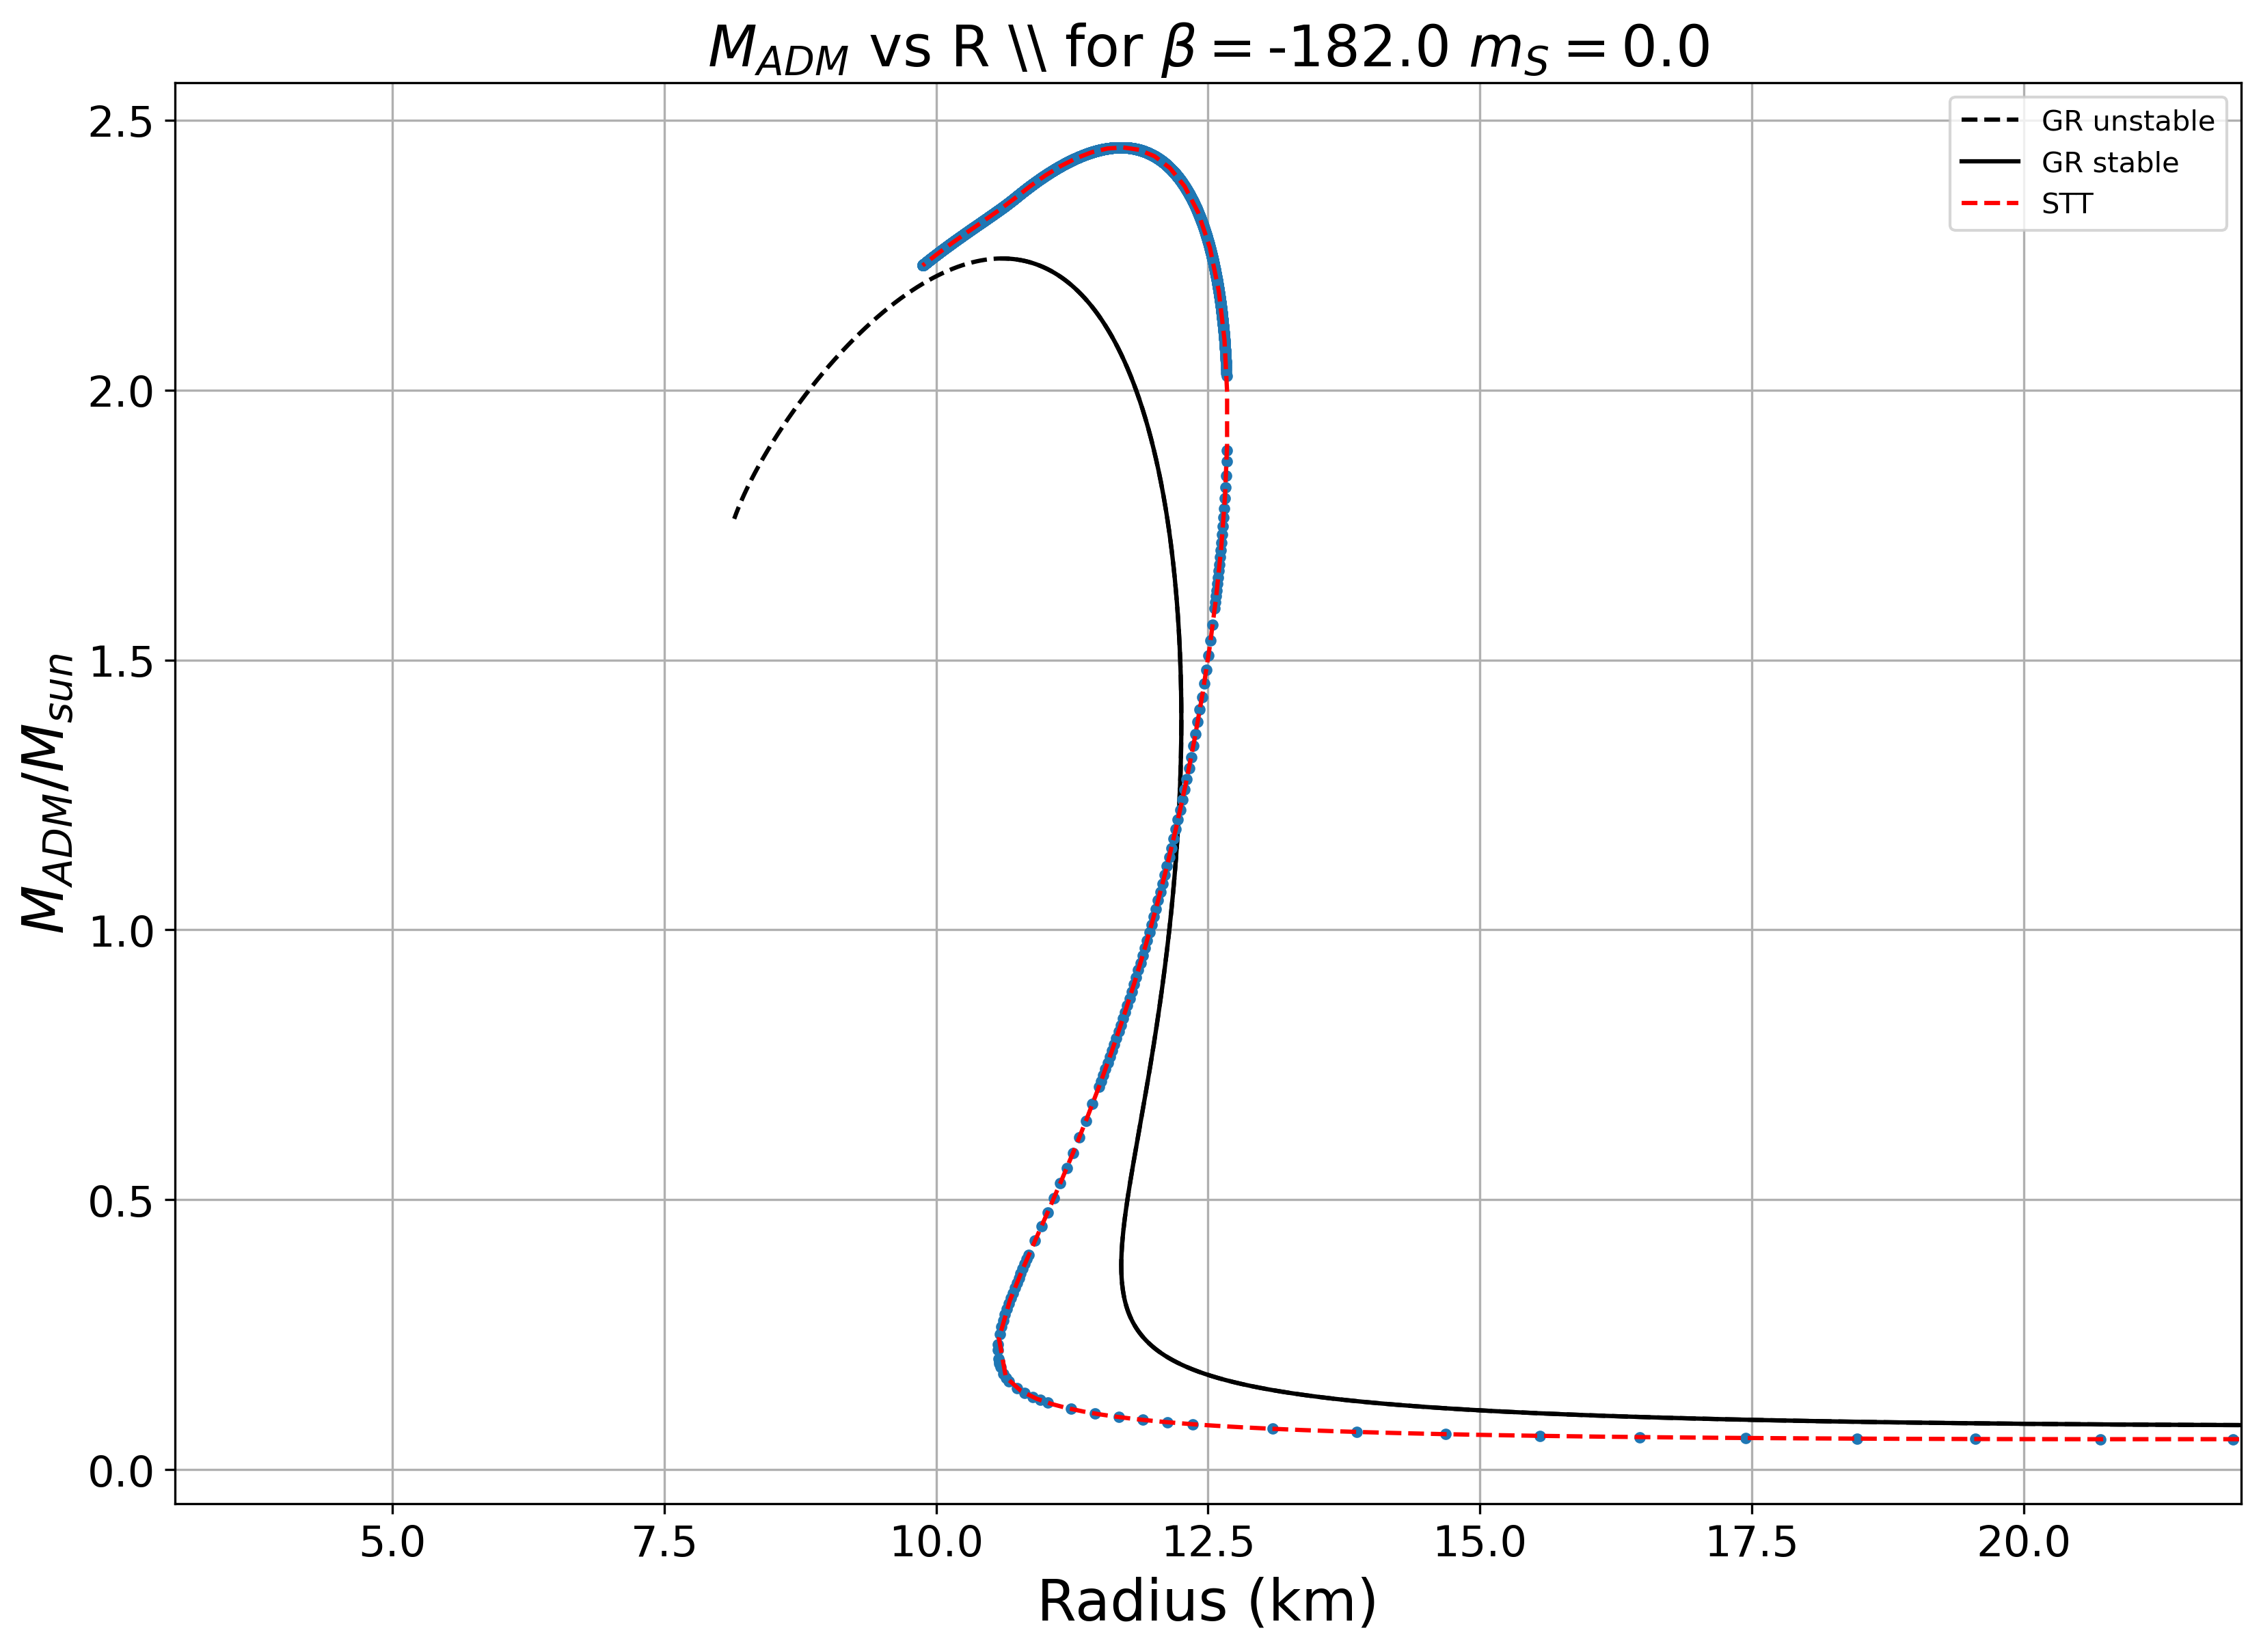 M_ADM vs R \\ for β = -182.0 m_S = 0.0
GR unstable
GR stable
STT
M_ADM/M_sun
2.5
2.0
1.5
1.0
0.5
0.0
5.0 7.5 10.0 12.5 15.0 17.5 20.0
Radius (km)